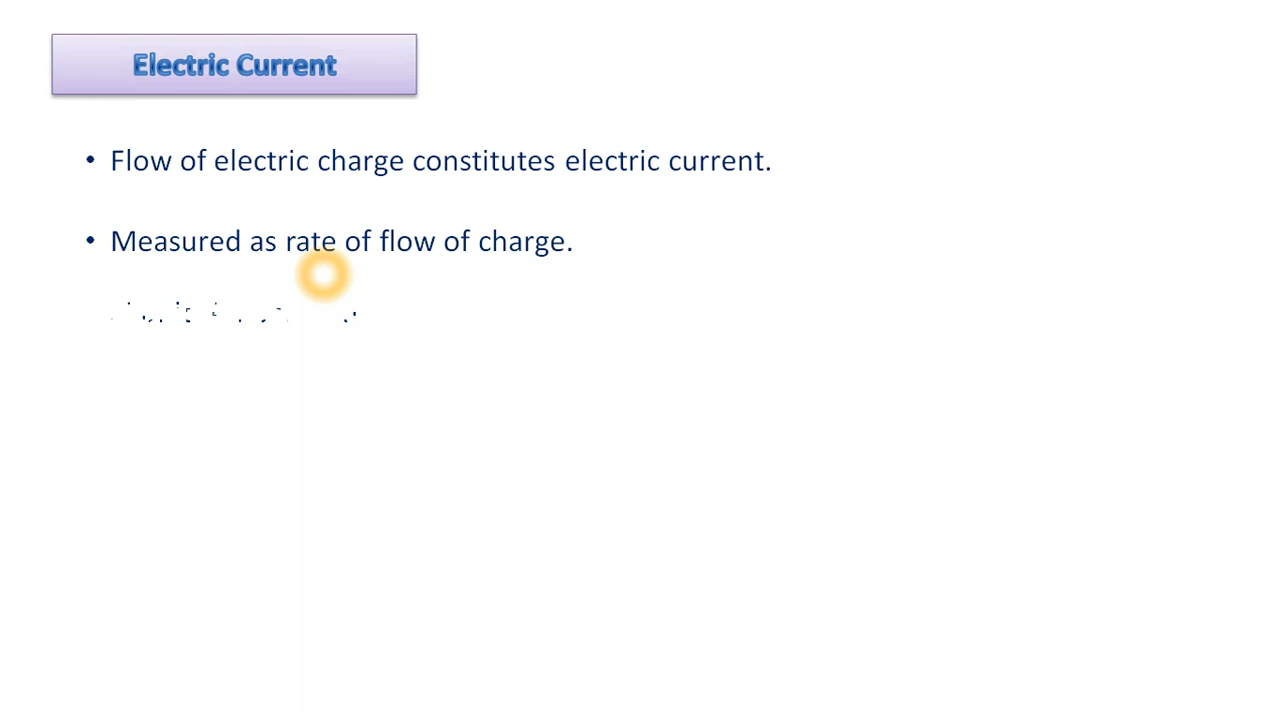 Electric Current
• Flow of electric charge constitutes electric current.
• Measured as rate of flow of charge.